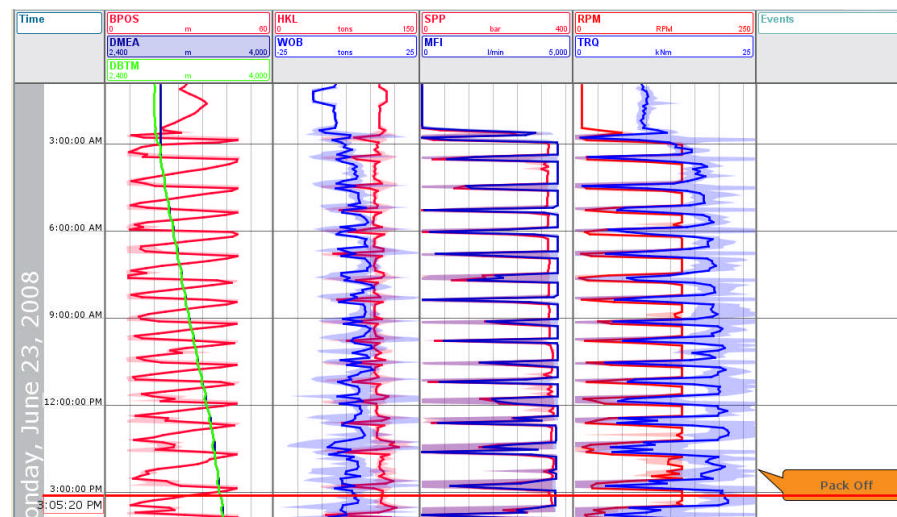 Time BPOS HKL SPP RPM Events
0 m 60 0 tons 150 0 bar 400 0 RPM 250
DMEA WOB MFI TRQ
2,400 m 4,000 -25 tons 25 0 l/min 5,000 0 kNm 25
DBTM
2,400 m 4,000
3:00:00 AM
6:00:00 AM
9:00:00 AM
12:00:00 PM
3:00:00 PM
3:05:20 PM
onday, June 23, 2008
Pack Off